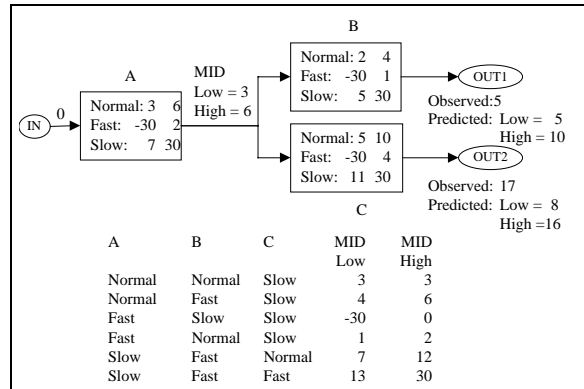 B
Normal: 2 4
Fast: -30 1
Slow: 5 30
A
MID
Low = 3
High = 6
Normal: 3 6
Fast: -30 2
Slow: 7 30
0
IN
OUT1
Observed:5
Predicted: Low = 5
High = 10
Normal: 5 10
Fast: -30 4
Slow: 11 30
OUT2
Observed: 17
Predicted: Low = 8
High =16
C
A B C MID MID
Low High
Normal Normal Slow 3 3
Normal Fast Slow 4 6
Fast Slow Slow -30 0
Fast Normal Slow 1 2
Slow Fast Normal 7 12
Slow Fast Fast 13 30